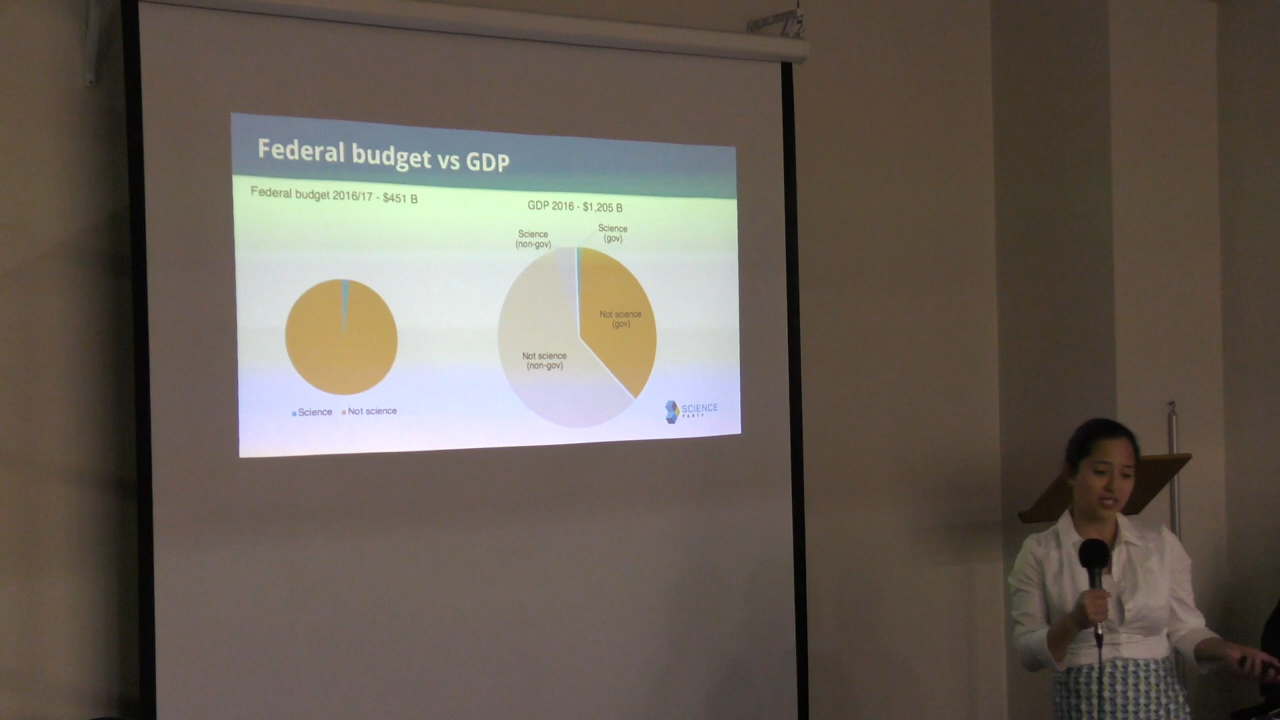 Federal budget vs GDP
Federal budget 2016/17 - $451 B
GDP 2016 - $1,205 B
Science
(non-gov)
Science
(gov)
Not science
(gov)
Not science
(non-gov)
Science
Not science
SCIENCE
PARTY